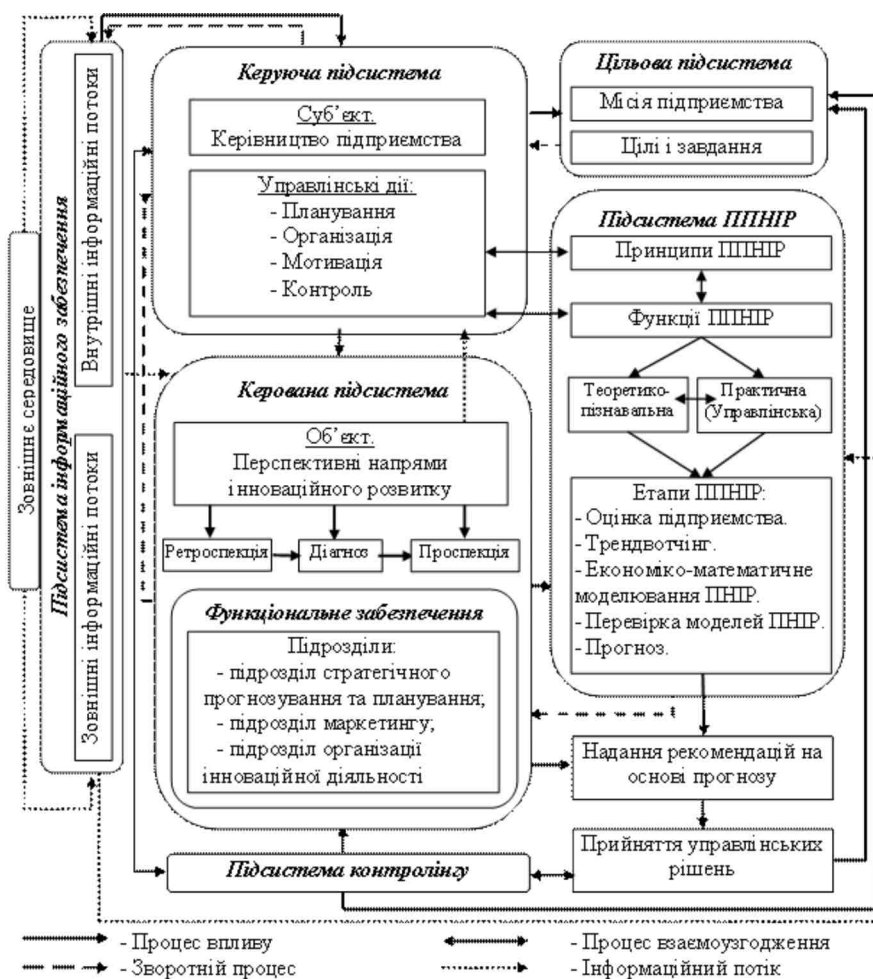 Зовнішнє середовище
Підсистема інформаційного забезпечення
Внутрішні інформаційні потоки
Зовнішні інформаційні потоки
Керуюча підсистема
Суб’єкт.
Керівництво підприємства
Управлінські дії:
- Планування
- Організація
- Мотивація
- Контроль
Цільова підсистема
Місія підприємства
Цілі і завдання
Підсистема ППНІР
Принципи ППНІР
Функції ППНІР
Теоретико-
пізнавальна
Практична
(Управлінська)
Етапи ППНІР:
- Оцінка підприємства.
- Трендвотчінг.
- Економіко-математичне
моделювання ПНІР.
- Перевірка моделей ПНІР.
- Прогноз.
Керована підсистема
Об’єкт.
Перспективні напрями
інноваційного розвитку
Ретроспекція
Діагноз
Проспекція
Функціональне забезпечення
Підрозділи:
- підрозділ стратегічного
прогнозування та планування;
- підрозділ маркетингу;
- підрозділ організації
інноваційної діяльності
Надання рекомендацій на
основі прогнозу
Прийняття управлінських
рішень
Підсистема контролінгу
- Процес впливу
- Процес взаємоузгодження
- Зворотній процес
- Інформаційний потік